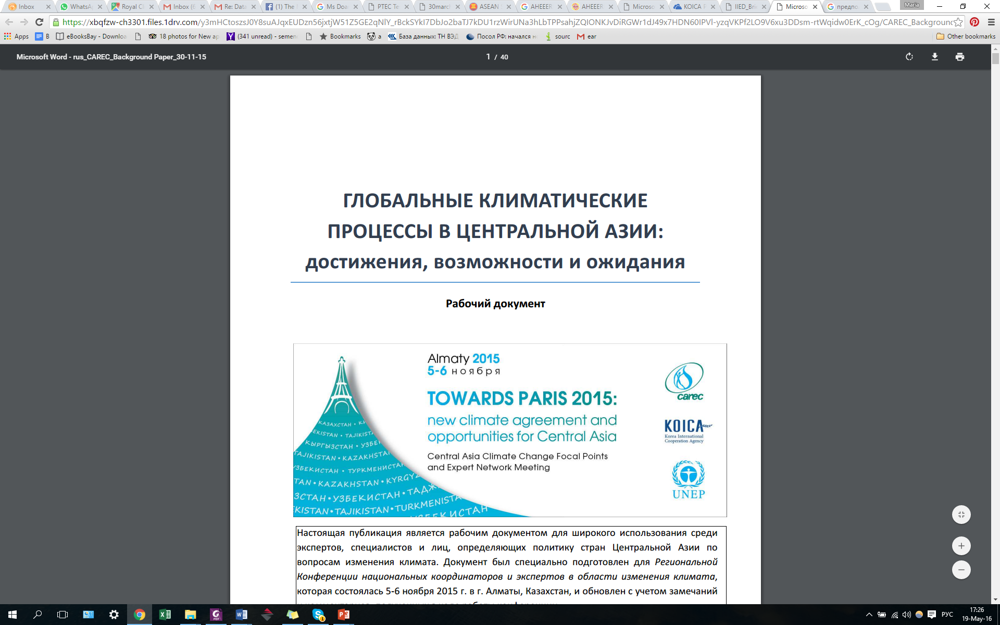 Inbox
WhatsA
Royal C
Inbox (6
Re: Data
(1) The
Ms Doa
PTEC Te
30march
ASEAN
AHEEER
AHEEER
Microso
KOICA
IIED_Bri
Microso
предпо
Maria
https://xbqfzw-ch3301.files.1drv.com/
Apps
B
eBooksBay - Downloa
18 photos for New ap
(341 unread) - semen
Bookmarks
a
База данных: ТН ВЭД
Посол РФ: начался н
sourc
ear
Other bookmarks
Microsoft Word - rus_CAREC_Background Paper_30-11-15
1 / 40
ГЛОБАЛЬНЫЕ КЛИМАТИЧЕСКИЕ
ПРОЦЕССЫ В ЦЕНТРАЛЬНОЙ АЗИИ:
достижения, возможности и ожидания
Рабочий документ
Almaty 2015
5-6 ноября
TOWARDS PARIS 2015:
new climate agreement and
opportunities for Central Asia
Central Asia Climate Change Focal Points
and Expert Network Meeting
carec
KOICA
Korea International
Cooperation Agency
UNEP
КАЗАХСТАН • КИ
EKISTAN • TAJIKIST
КЫРГЫЗСТАН • УЗБЕ
TAJIKISTAN • KAZAKHSTA
УЗБЕКИСТАН • ТУРКМЕНИСТА
TAN • KAZAKHSTAN • KYRGYZ
ЗСТАН • УЗБЕКИСТАН • ТАДЖ
KISTAN • TAJIKISTAN • TURKMENISTA
УЗБЕКИСТАН
Настоящая публикация является рабочим документом для широкого использования среди
экспертов, специалистов и лиц, определяющих политику стран Центральной Азии по
вопросам изменения климата. Документ был специально подготовлен для Региональной
Конференции национальных координаторов и экспертов в области изменения климата,
которая состоялась 5-6 ноября 2015 г. в г. Алматы, Казахстан, и обновлен с учетом замечаний
РУС
17:26
19-May-16